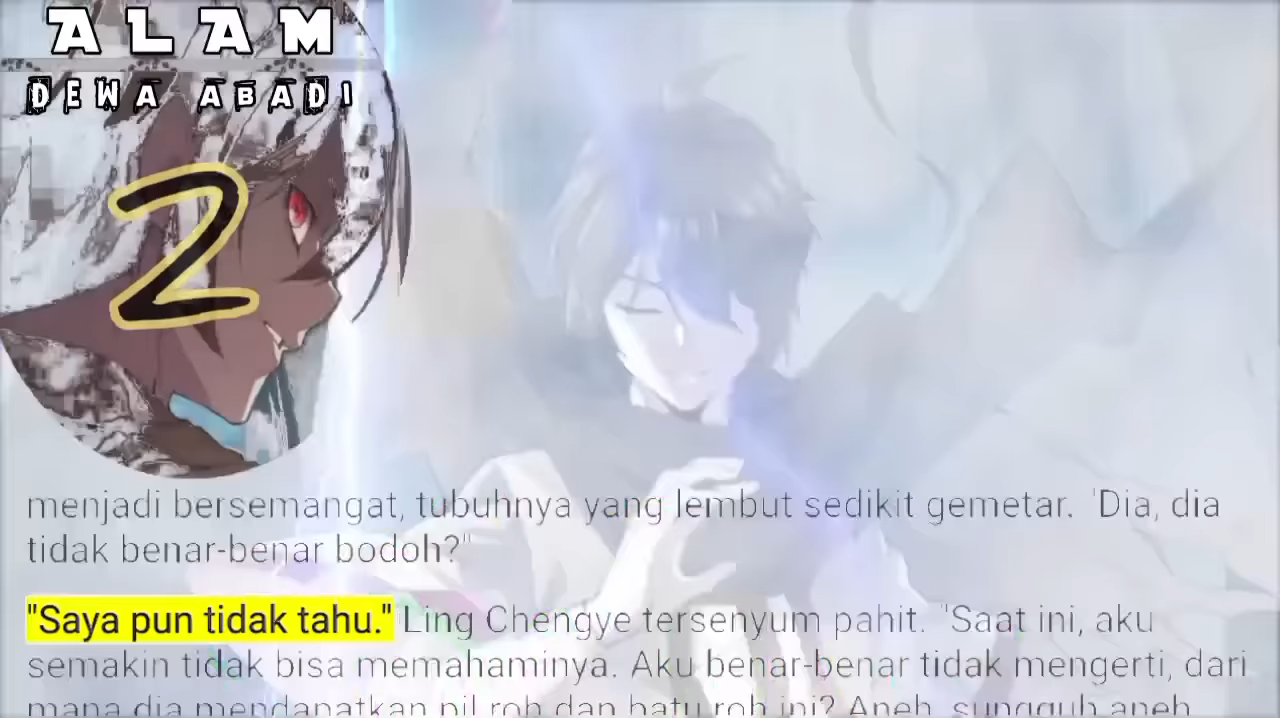 ALAM
DEWA ABADI
2
menjadi bersemangat, tubuhnya yang lembut sedikit gemetar. "Dia, dia
tidak benar-benar bodoh?"
"Saya pun tidak tahu." Ling Chengye tersenyum pahit. "Saat ini, aku
semakin tidak bisa memahaminya. Aku benar-benar tidak mengerti, dari
mana dia mendapatkan pil roh dan batu roh ini? Aneh, sungguh aneh